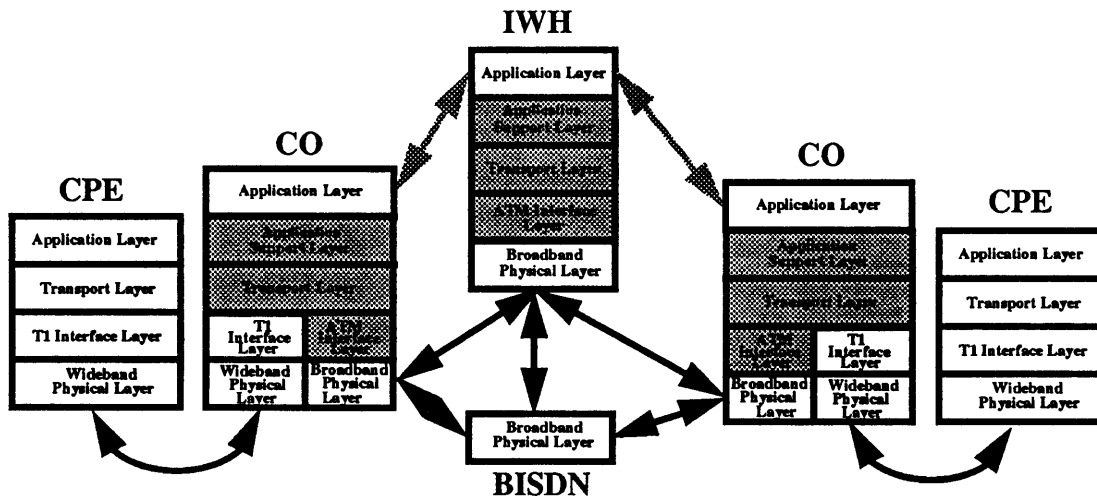 IWH
Application Layer
Application
Support Layer
Transport Layer
ATM Interface
Layer
Broadband
Physical Layer
CO
Application Layer
Application
Support Layer
Transport Layer
T1
Interface
Layer
ATM
Interface
Layer
Wideband
Physical
Layer
Broadband
Physical
Layer
CPE
Application Layer
Transport Layer
T1 Interface Layer
Wideband
Physical Layer
CO
Application Layer
Application
Support Layer
Transport Layer
ATM
Interface
Layer
T1
Interface
Layer
Broadband
Physical
Layer
Wideband
Physical
Layer
CPE
Application Layer
Transport Layer
T1 Interface Layer
Wideband
Physical Layer
Broadband
Physical Layer
BISDN